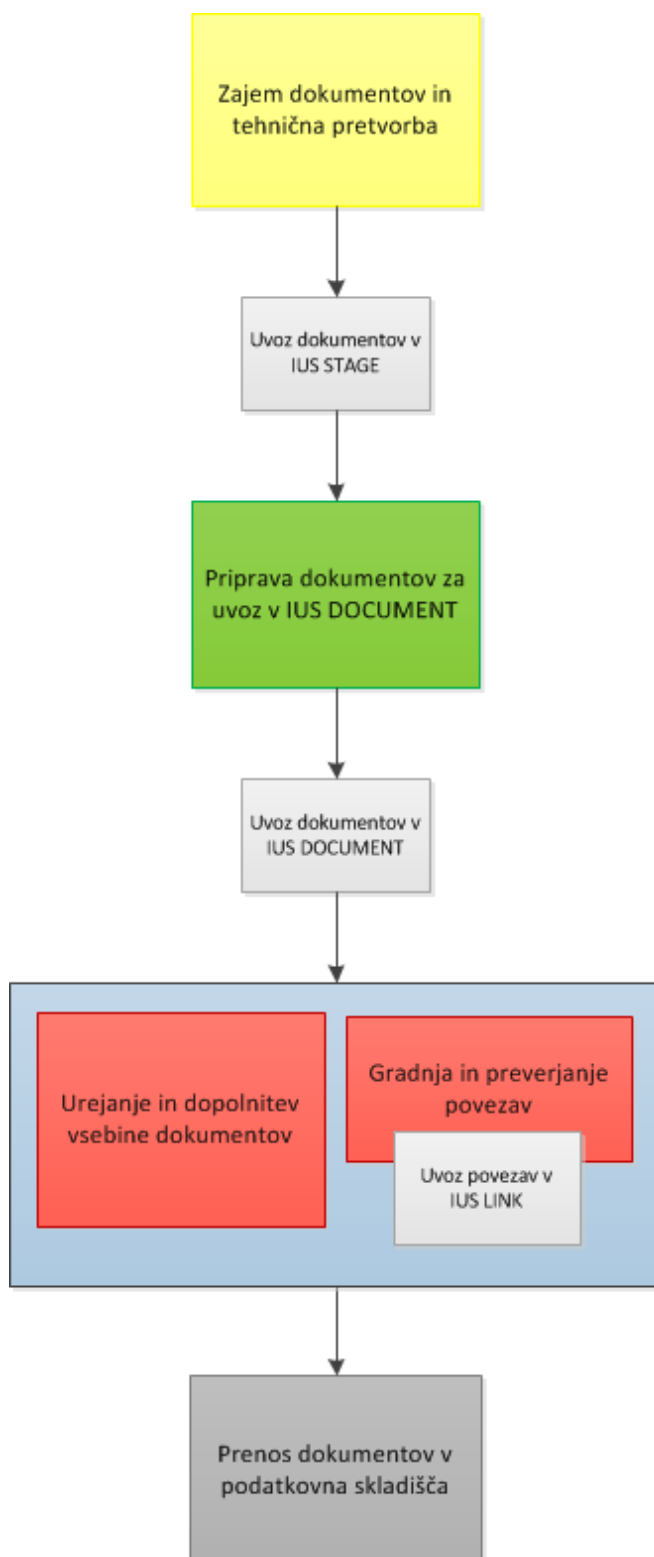 Zajem dokumentov in
tehnična pretvorba
Uvoz dokumentov v
IUS STAGE
Priprava dokumentov za
uvoz v IUS DOCUMENT
Uvoz dokumentov v
IUS DOCUMENT
Urejanje in dopolnitev
vsebine dokumentov
Gradnja in preverjanje
povezav
Uvoz povezav v
IUS LINK
Prenos dokumentov v
podatkovna skladišča